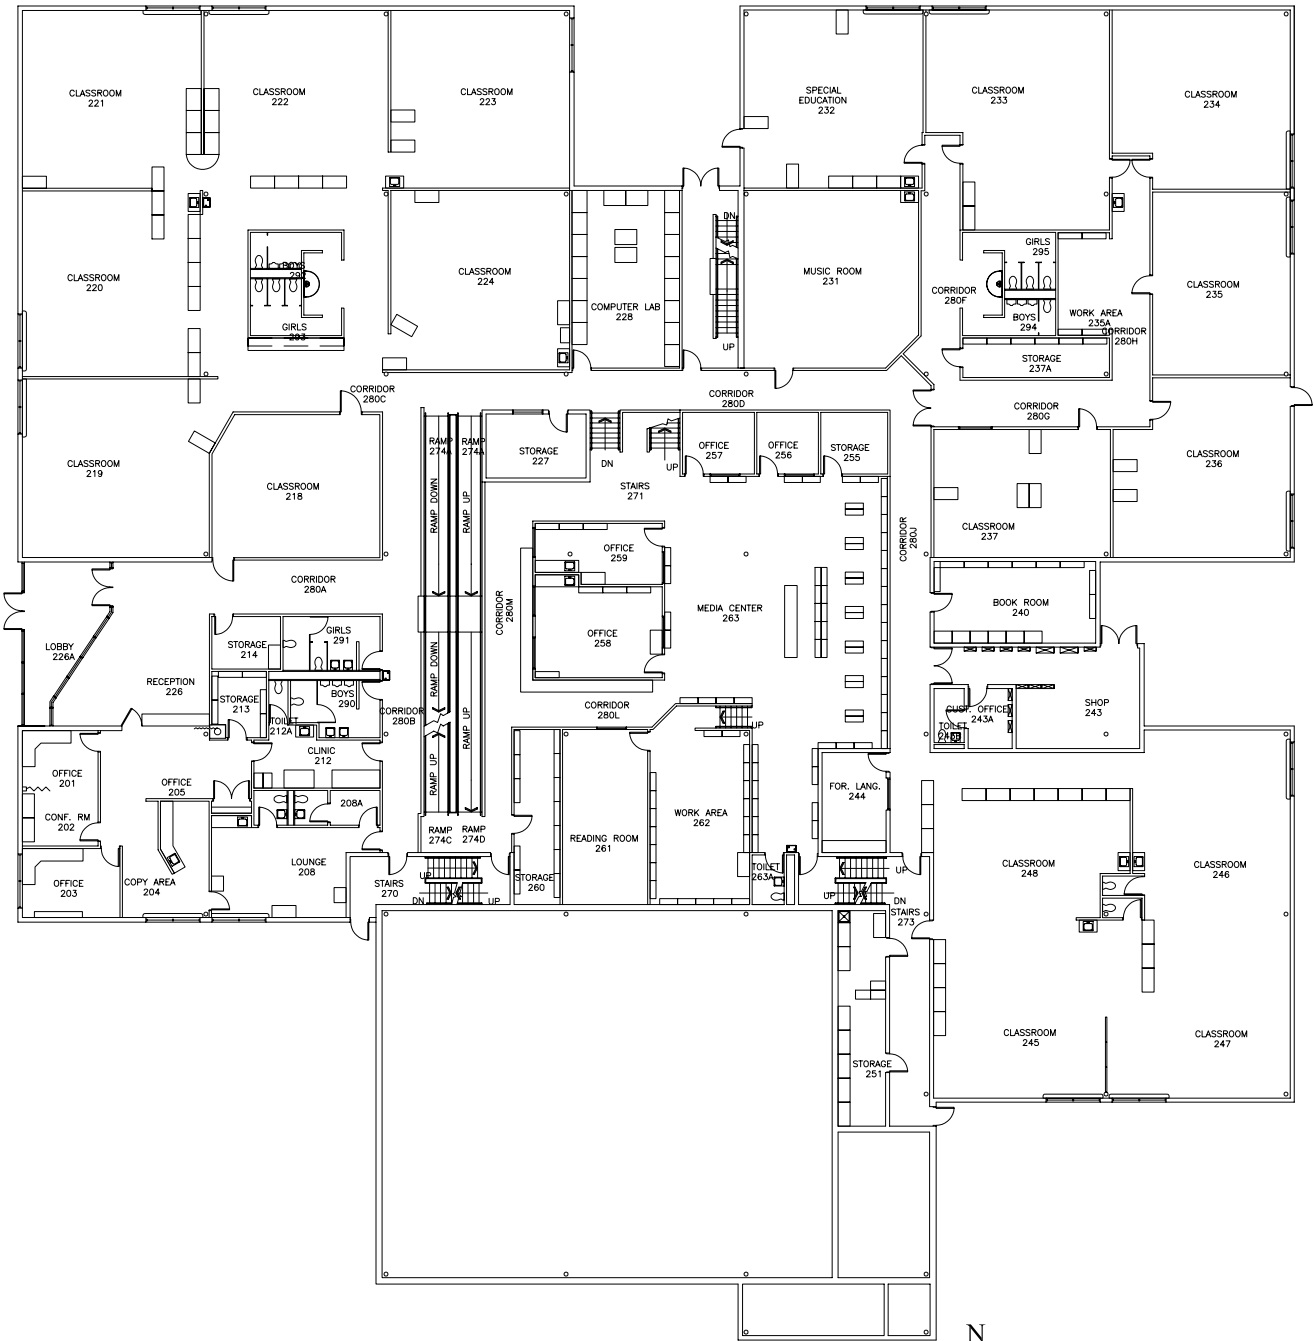 CLASSROOM
221
CLASSROOM
222
CLASSROOM
223
SPECIAL
EDUCATION
232
CLASSROOM
233
CLASSROOM
234
CLASSROOM
220
BOYS
GIRLS
293
CLASSROOM
224
COMPUTER LAB
228
DN
UP
MUSIC ROOM
231
CORRIDOR
280F
GIRLS
295
BOYS
294
WORK AREA
235A
CORRIDOR
280H
CLASSROOM
235
STORAGE
237A
CORRIDOR
280C
CORRIDOR
280D
CORRIDOR
280G
CLASSROOM
219
CLASSROOM
218
RAMP
274A
RAMP
274A
RAMP DOWN
RAMP UP
STORAGE
227
DN
UP
STAIRS
271
OFFICE
257
OFFICE
256
STORAGE
255
CORRIDOR
280J
CLASSROOM
237
CLASSROOM
236
OFFICE
259
CORRIDOR
280A
CORRIDOR
280M
OFFICE
258
MEDIA CENTER
263
BOOK ROOM
240
LOBBY
226A
STORAGE
214
GIRLS
291
RECEPTION
226
STORAGE
213
BOYS
290
TOILET
212A
CORRIDOR
280B
RAMP DOWN
RAMP UP
RAMP UP
CORRIDOR
280L
UP
CUST. OFFICE
243A
TOILET
SHOP
243
OFFICE
201
OFFICE
205
CLINIC
212
CONF. RM
202
208A
RAMP
274C
RAMP
274D
READING ROOM
261
WORK AREA
262
FOR. LANG.
244
OFFICE
203
COPY AREA
204
LOUNGE
208
STAIRS
270
UP
DN
UP
STORAGE
260
TOILET
263A
UP
UP
DN
STAIRS
273
CLASSROOM
248
CLASSROOM
246
STORAGE
251
CLASSROOM
245
CLASSROOM
247
N